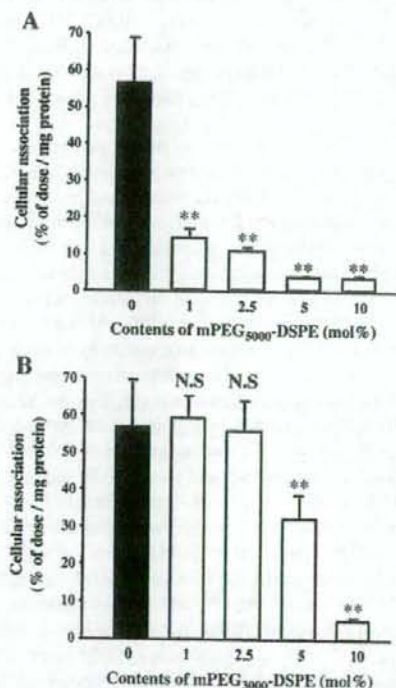 A
Cellular association
(% of dose / mg protein)
70
60
50
40
30
20
10
0
**
**
**
**
0 1 2.5 5 10
Contents of mPEG5000-DSPE (mol%)
B
Cellular association
(% of dose / mg protein)
70
60
50
40
30
20
10
0
N.S N.S
**
**
0 1 2.5 5 10
Contents of mPEG3000-DSPE (mol%)